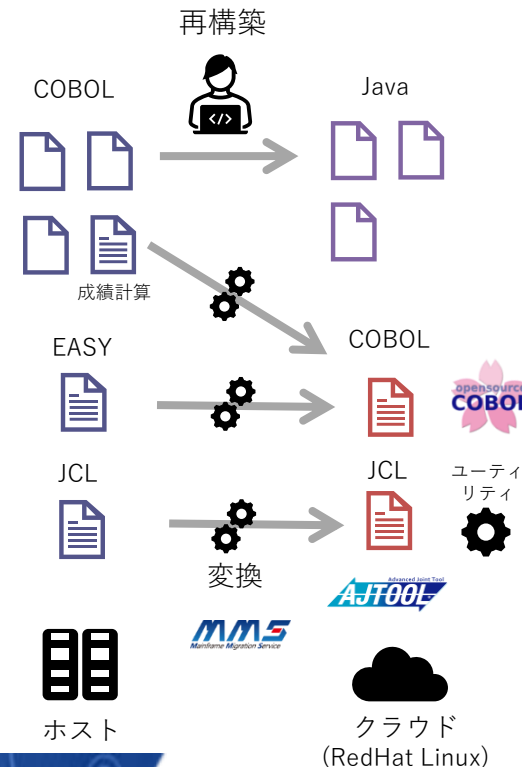 再構築
COBOL
Java
</>
成績計算
EASY
COBOL
opensource
COBOL
JCL
JCL
ユーティ
リティ
変換
Advanced Joint Tool
AJTOOL
MMS
Mainframe Migration Service
ホスト
クラウド
(RedHat Linux)